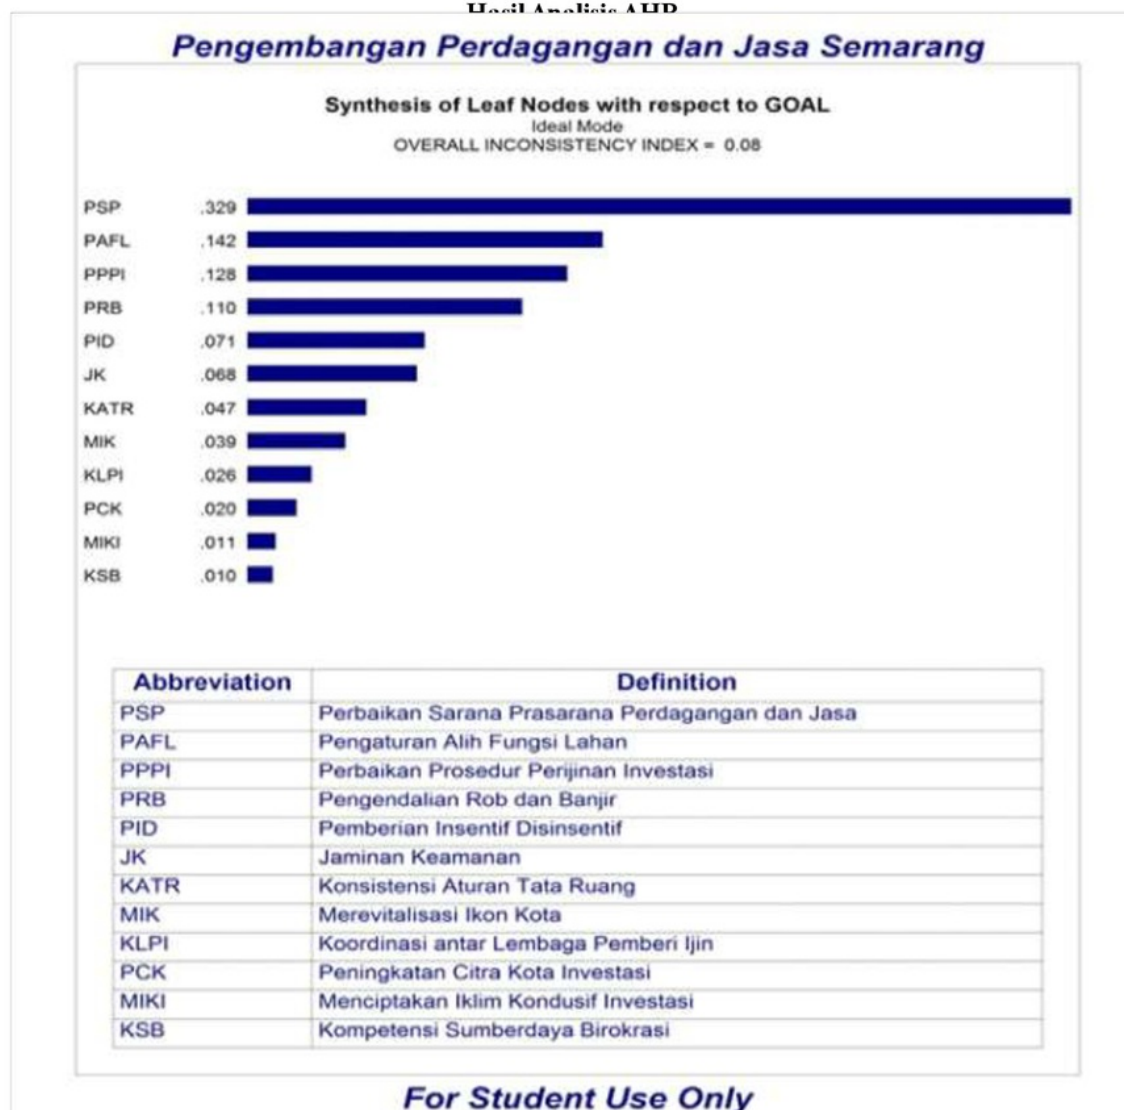 Hasil Analisis AHP
Pengembangan Perdagangan dan Jasa Semarang
Synthesis of Leaf Nodes with respect to GOAL
Ideal Mode
OVERALL INCONSISTENCY INDEX = 0.08
PSP .329
PAFL .142
PPPI .128
PRB .110
PID .071
JK .068
KATR .047
MIK .039
KLPI .026
PCK .020
MIKI .011
KSB .010
Abbreviation Definition
PSP Perbaikan Sarana Prasarana Perdagangan dan Jasa
PAFL Pengaturan Alih Fungsi Lahan
PPPI Perbaikan Prosedur Perijinan Investasi
PRB Pengendalian Rob dan Banjir
PID Pemberian Insentif Disinsentif
JK Jaminan Keamanan
KATR Konsistensi Aturan Tata Ruang
MIK Merevitalisasi Ikon Kota
KLPI Koordinasi antar Lembaga Pemberi Ijin
PCK Peningkatan Citra Kota Investasi
MIKI Menciptakan Iklim Kondusif Investasi
KSB Kompetensi Sumberdaya Birokrasi
For Student Use Only